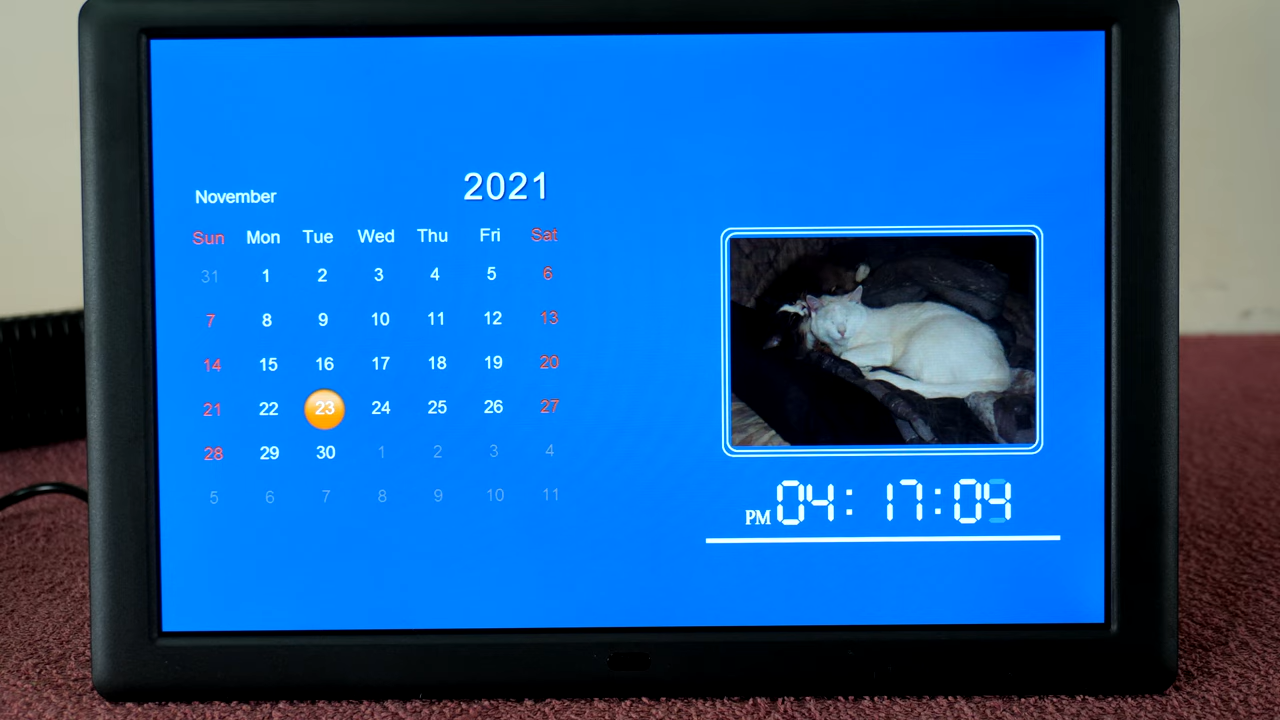 November 2021
Sun Mon Tue Wed Thu Fri Sat
31 1 2 3 4 5 6
7 8 9 10 11 12 13
14 15 16 17 18 19 20
21 22 23 24 25 26 27
28 29 30 1 2 3 4
5 6 7 8 9 10 11
PM 04: 17:04